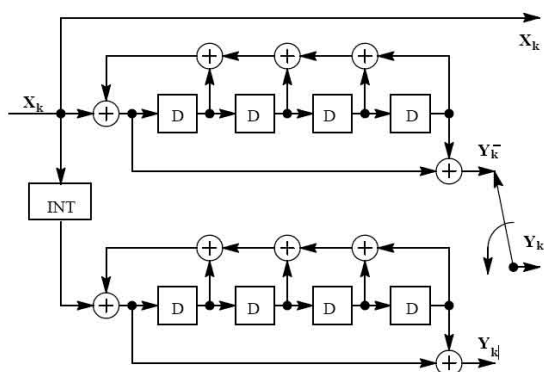 X_k
X_k
D D D D
Y_k^-
INT
Y_k
D D D D
Y_k|